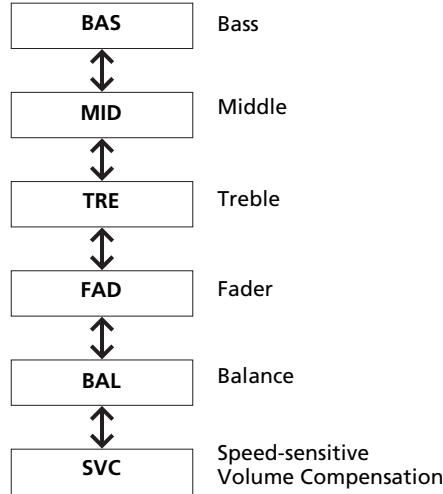 BAS Bass
MID Middle
TRE Treble
FAD Fader
BAL Balance
SVC Speed-sensitive
Volume Compensation